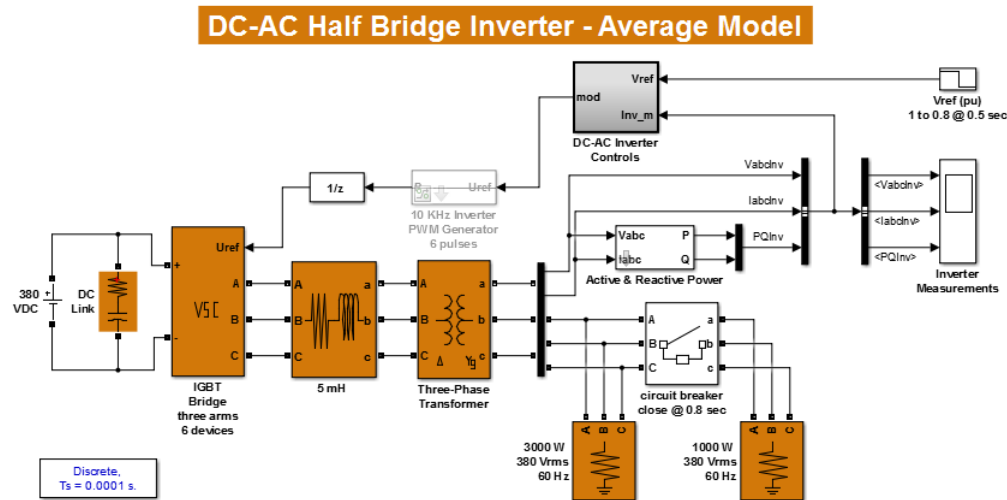 DC-AC Half Bridge Inverter - Average Model
Vref
mod
Inv_m
DC-AC Inverter
Controls
Vref (pu)
1 to 0.8 @ 0.5 sec
1/z
P
Uref
10 KHz Inverter
PWM Generator
6 pulses
VabcInv
IabcInv
PQInv
<VabcInv>
<IabcInv>
<PQInv>
Inverter
Measurements
Vabc
Iabc
P
Q
Active & Reactive Power
380
VDC
+
DC
Link
+
-
Uref
VSC
A
B
C
IGBT
Bridge
three arms
6 devices
A
B
C
a
b
c
5 mH
A
B
C
a
b
c
Δ
Yg
Three-Phase
Transformer
A
B
C
a
b
c
circuit breaker
close @ 0.8 sec
A B C
3000 W
380 Vrms
60 Hz
A B C
1000 W
380 Vrms
60 Hz
Discrete,
Ts = 0.0001 s.